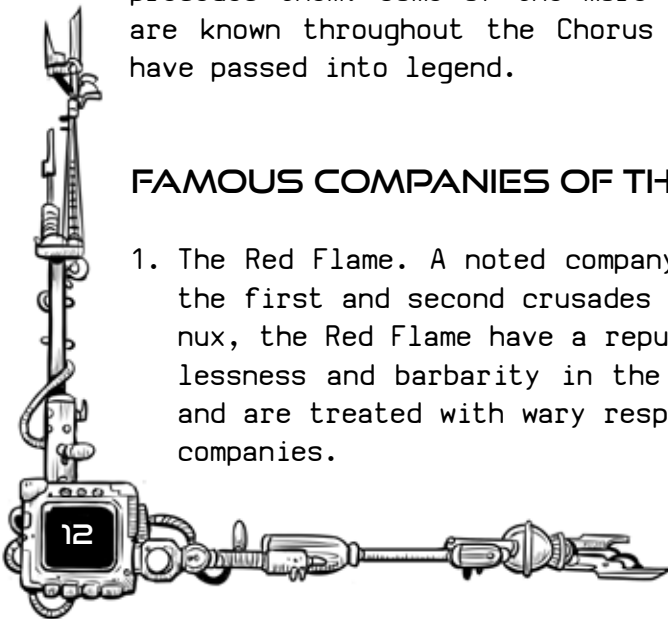 are known throughout the Chorus
have passed into legend.
FAMOUS COMPANIES OF TH
1. The Red Flame. A noted company
the first and second crusades
nux, the Red Flame have a repu
lessness and barbarity in the
and are treated with wary resp
companies.
12